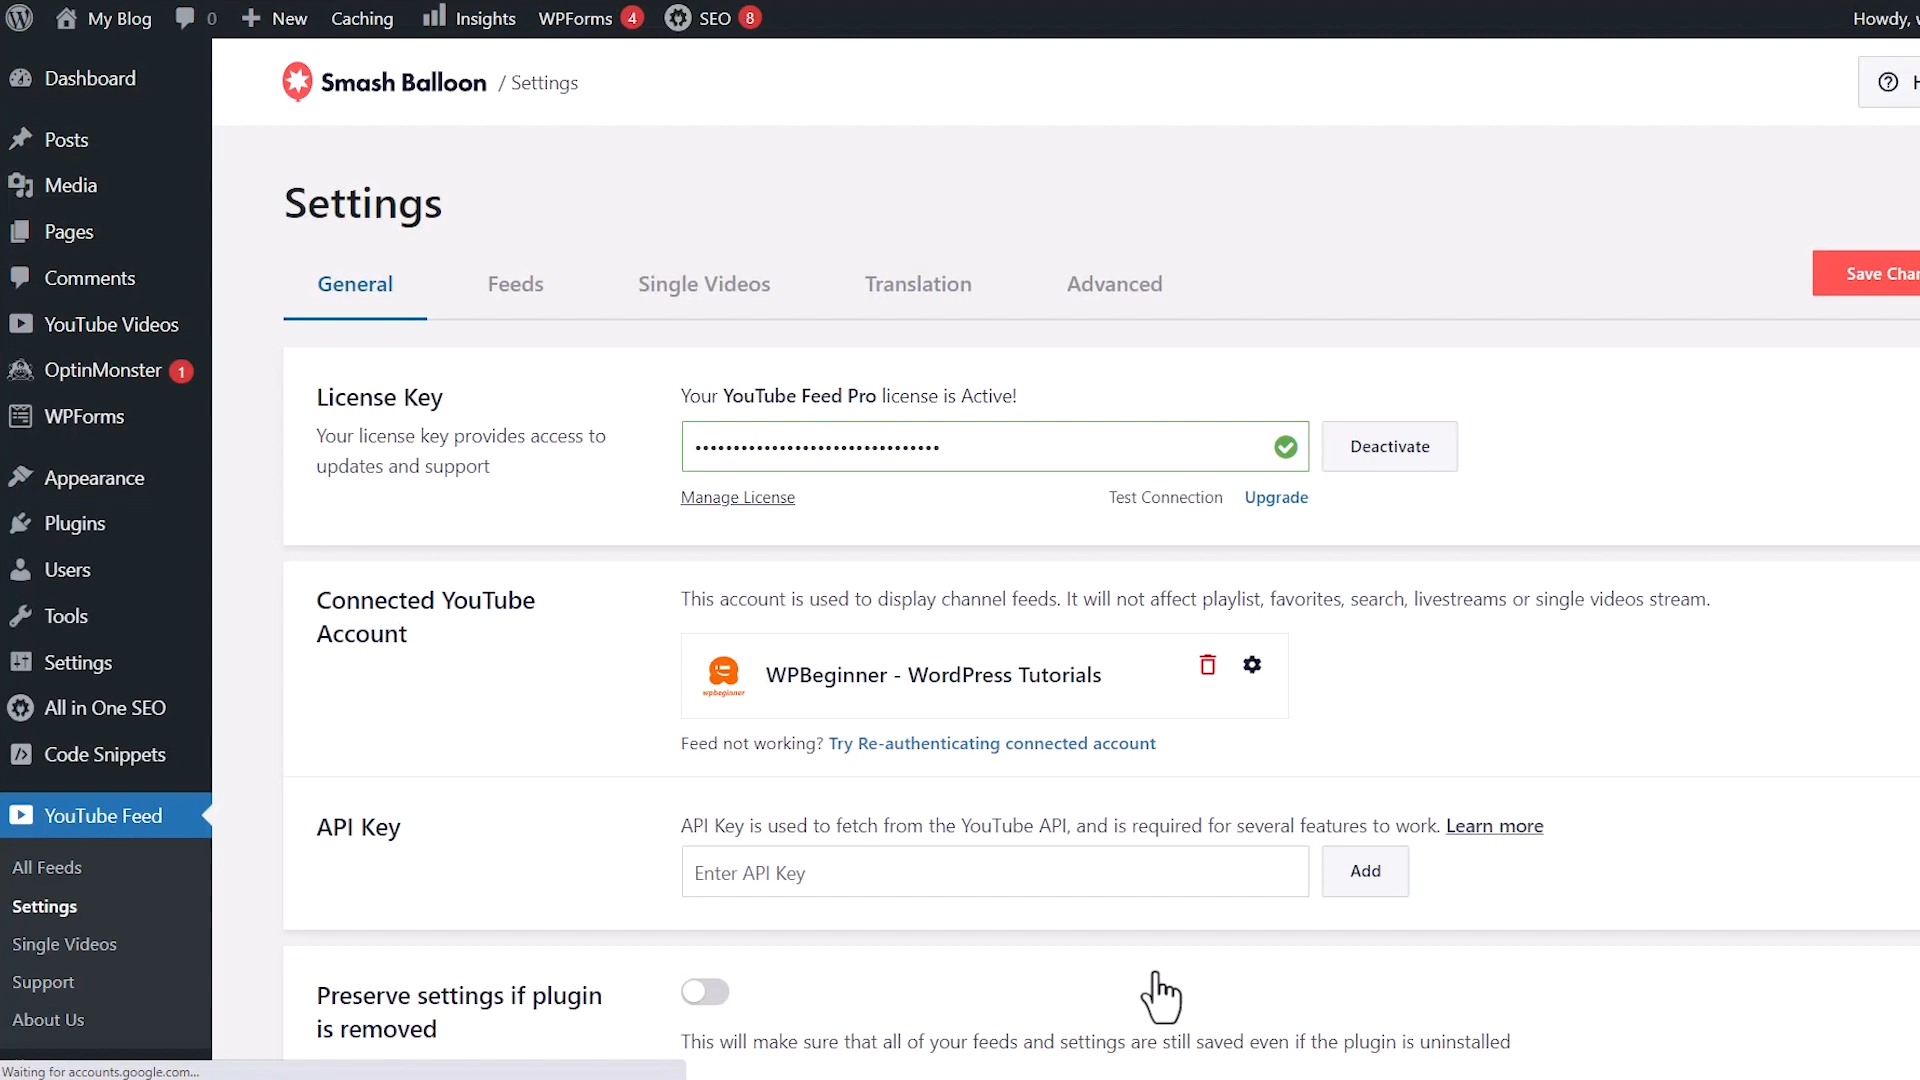 My Blog
0
New
Caching
Insights
WPForms 4
SEO 8
Howdy,
Dashboard
Posts
Media
Pages
Comments
YouTube Videos
OptinMonster 1
WPForms
Appearance
Plugins
Users
Tools
Settings
All in One SEO
Code Snippets
YouTube Feed
All Feeds
Settings
Single Videos
Support
About Us
Waiting for accounts.google.com...
Smash Balloon / Settings
Settings
General
Feeds
Single Videos
Translation
Advanced
Save
License Key
Your license key provides access to
updates and support
Your YouTube Feed Pro license is Active!
Deactivate
Manage License
Test Connection
Upgrade
Connected YouTube
Account
This account is used to display channel feeds. It will not affect playlist, favorites, search, livestreams or single videos stream.
wpbeginner
WPBeginner - WordPress Tutorials
Feed not working? Try Re-authenticating connected account
API Key
API Key is used to fetch from the YouTube API, and is required for several features to work. Learn more
Enter API Key
Add
Preserve settings if plugin
is removed
This will make sure that all of your feeds and settings are still saved even if the plugin is uninstalled